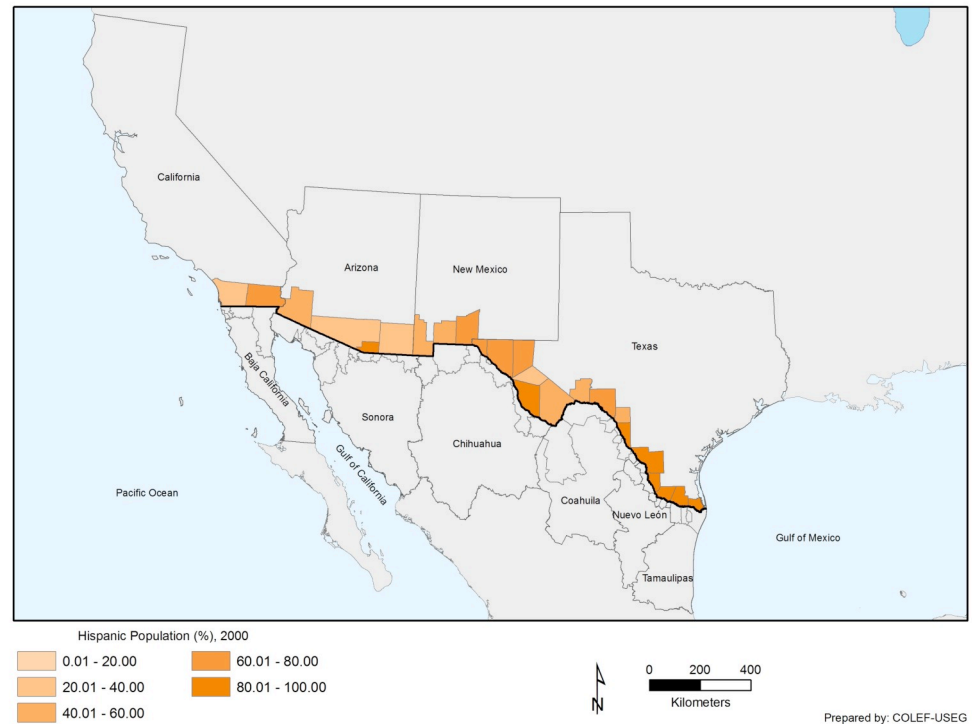 California
Arizona
New Mexico
Texas
Baja California
Sonora
Chihuahua
Gulf of California
Pacific Ocean
Coahuila
Nuevo León
Gulf of Mexico
Tamaulipas
Hispanic Population (%), 2000
0.01 - 20.00
20.01 - 40.00
40.01 - 60.00
60.01 - 80.00
80.01 - 100.00
N
0 200 400
Kilometers
Prepared by: COLEF-USEG